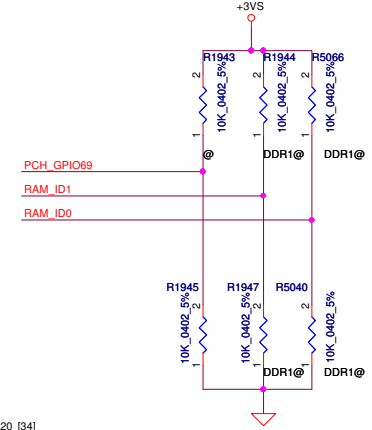 +3VS
R1943
R1944
R5066
2
2
2
10K_0402_5%
10K_0402_5%
10K_0402_5%
1
1
1
@
DDR1@
DDR1@
PCH_GPIO69
RAM_ID1
RAM_ID0
R1945
R1947
R5040
2
2
2
10K_0402_5%
10K_0402_5%
10K_0402_5%
1
1
1
DDR1@
DDR1@
20 [34]